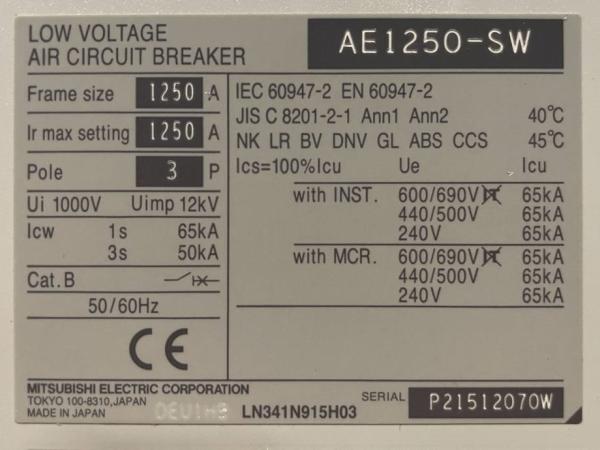 LOW VOLTAGE
AIR CIRCUIT BREAKER
AE1250-SW
Frame size 1250 A
Ir max setting 1250 A
Pole 3 P
Ui 1000V Uimp 12kV
Icw 1s 65kA
3s 50kA
Cat.B
50/60Hz
CE
IEC 60947-2 EN 60947-2
JIS C 8201-2-1 Ann1 Ann2 40℃
NK LR BV DNV GL ABS CCS 45℃
Ics=100%Icu Ue Icu
with INST. 600/690V 65kA
440/500V 65kA
240V 65kA
with MCR. 600/690V 65kA
440/500V 65kA
240V 65kA
MITSUBISHI ELECTRIC CORPORATION
TOKYO 100-8310,JAPAN
MADE IN JAPAN
LN341N915H03
SERIAL P21512070W